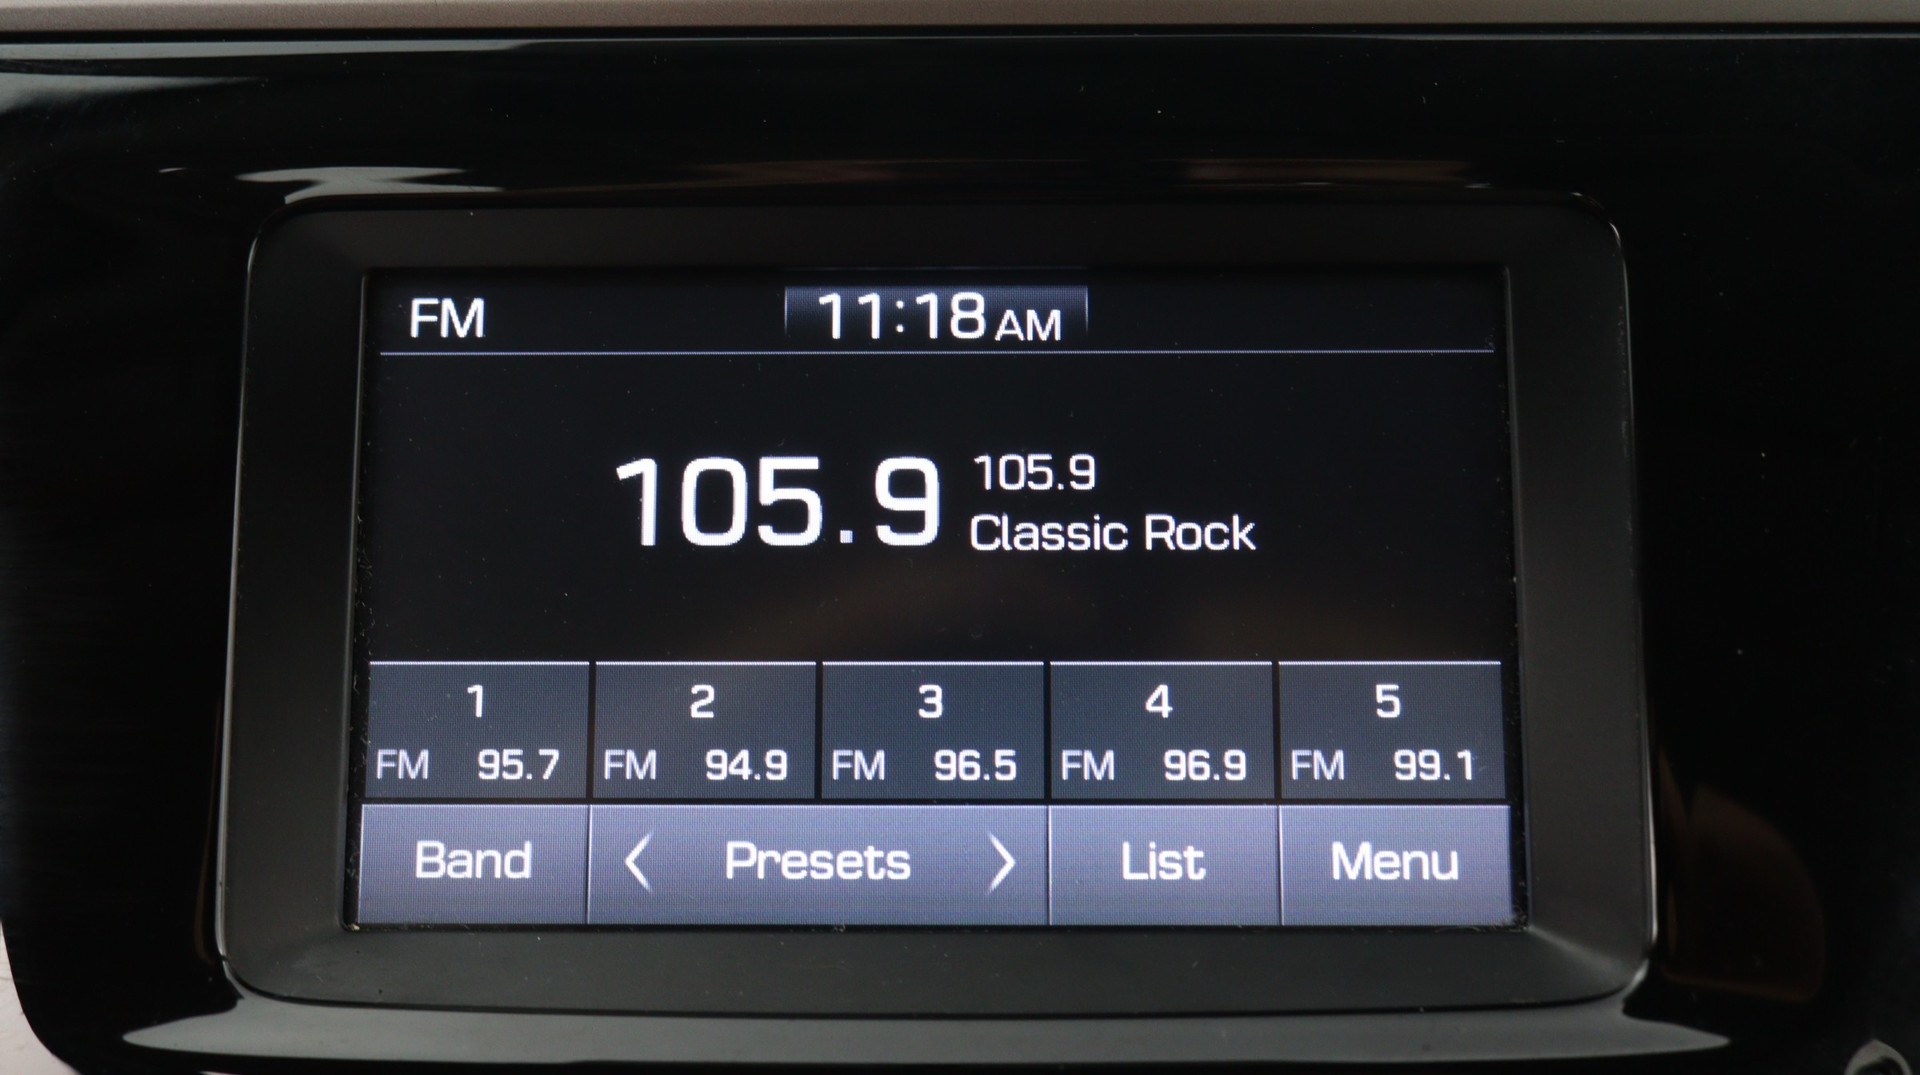 FM 11:18 AM
105.9 105.9
Classic Rock
1 2 3 4 5
FM 95.7 FM 94.9 FM 96.5 FM 96.9 FM 99.1
Band < Presets > List Menu